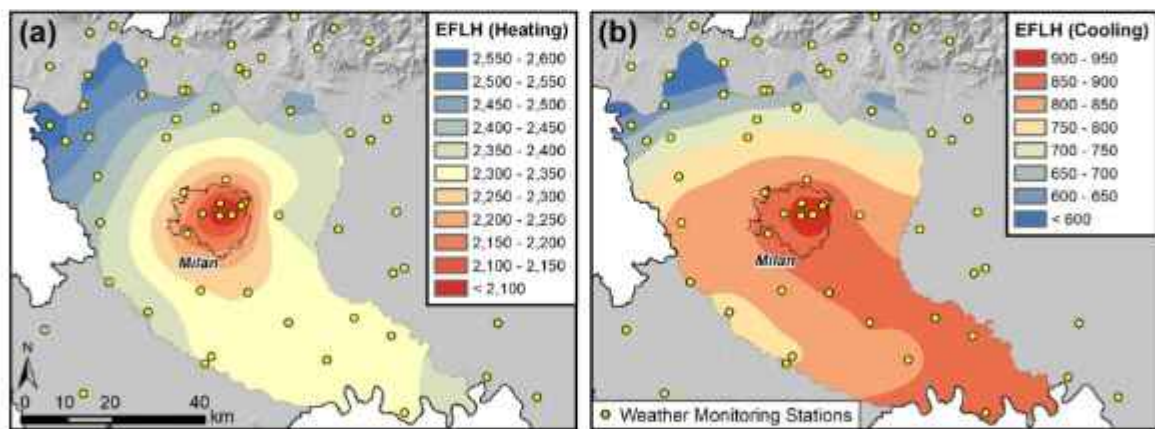 (a)
EFLH (Heating)
2,550 - 2,600
2,500 - 2,550
2,450 - 2,500
2,400 - 2,450
2,350 - 2,400
2,300 - 2,350
2,250 - 2,300
2,200 - 2,250
2,150 - 2,200
2,100 - 2,150
< 2,100
Milan
N
0 10 20 40
km
(b)
EFLH (Cooling)
900 - 950
850 - 900
800 - 850
750 - 800
700 - 750
650 - 700
600 - 650
< 600
Milan
Weather Monitoring Stations